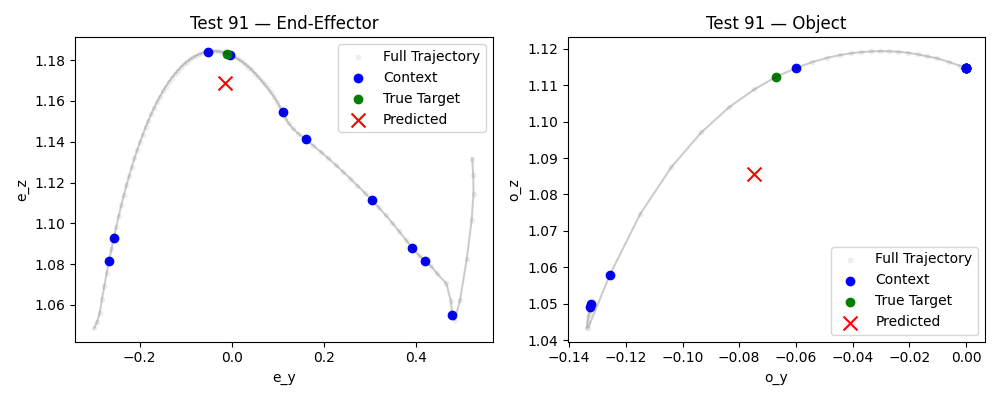 Test 91 — End-Effector
1.18
1.16
1.14
1.12
1.10
1.08
1.06
e_z
−0.2
0.0
0.2
0.4
e_y
Full Trajectory
Context
True Target
Predicted
Test 91 — Object
1.12
1.11
1.10
1.09
1.08
1.07
1.06
1.05
1.04
o_z
−0.14
−0.12
−0.10
−0.08
−0.06
−0.04
−0.02
0.00
o_y
Full Trajectory
Context
True Target
Predicted